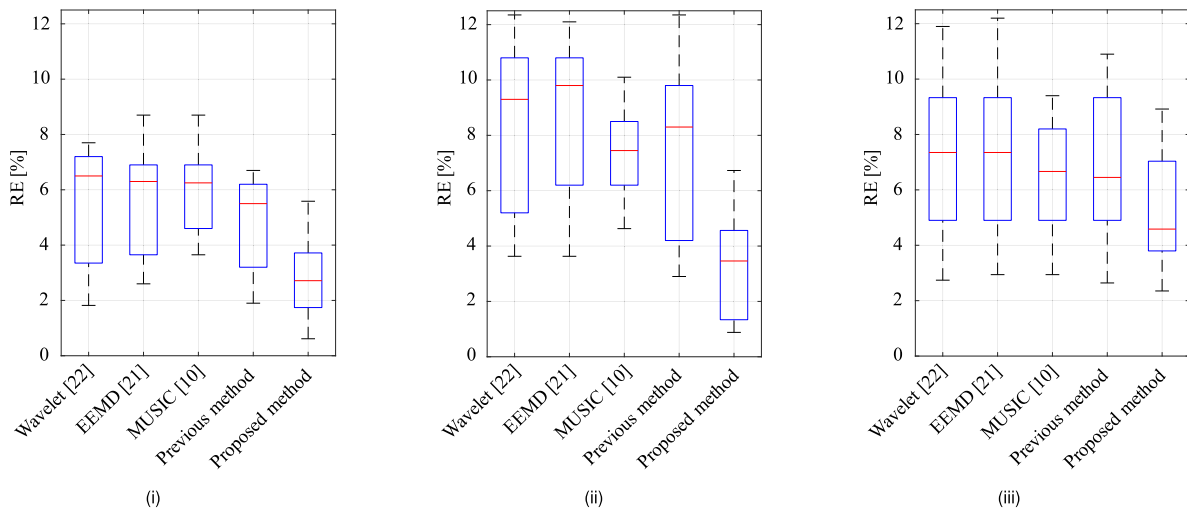 12
10
8
6
4
2
0
RE [%]
Wavelet [22]
EEMD [21]
MUSIC [10]
Previous method
Proposed method
(i)
12
10
8
6
4
2
0
RE [%]
Wavelet [22]
EEMD [21]
MUSIC [10]
Previous method
Proposed method
(ii)
12
10
8
6
4
2
0
RE [%]
Wavelet [22]
EEMD [21]
MUSIC [10]
Previous method
Proposed method
(iii)